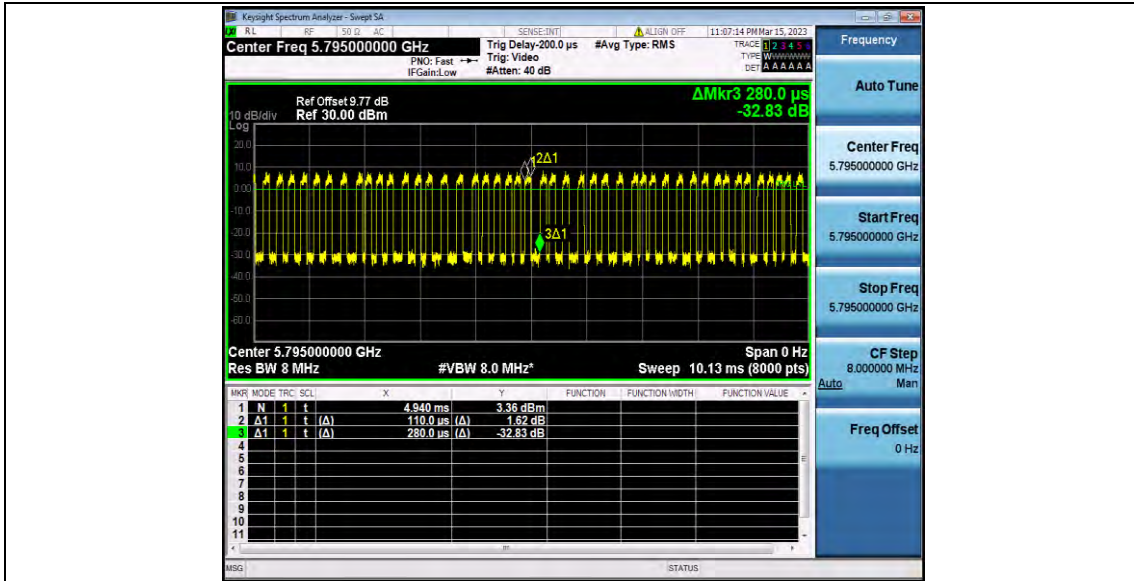 Keysight Spectrum Analyzer - Swept SA
RL RF 50 Ω AC SENSE:INT ALIGN OFF 11:07:14 PM Mar 15, 2023
Center Freq 5.795000000 GHz Trig Delay-200.0 µs #Avg Type: RMS TRACE 1 2 3 4 5 6
PNO: Fast Trig: Video TYPE W
IFGain:Low #Atten: 40 dB DET A A A A A A
Frequency
Auto Tune
Center Freq
5.795000000 GHz
Start Freq
5.795000000 GHz
Stop Freq
5.795000000 GHz
CF Step
8.000000 MHz
Auto Man
Freq Offset
0 Hz
ΔMkr3 280.0 µs
-32.83 dB
Ref Offset 9.77 dB
10 dB/div Ref 30.00 dBm
Log
20.0
10.0
0.00
-10.0
-20.0
-30.0
-40.0
-50.0
-60.0
2Δ1
3Δ1
Center 5.795000000 GHz Span 0 Hz
Res BW 8 MHz #VBW 8.0 MHz* Sweep 10.13 ms (8000 pts)
MKR MODE TRC SCL X Y FUNCTION FUNCTION WIDTH FUNCTION VALUE
1 N 1 t 4.940 ms 3.36 dBm
2 Δ1 1 t (Δ) 110.0 µs (Δ) 1.62 dB
3 Δ1 1 t (Δ) 280.0 µs (Δ) -32.83 dB
4
5
6
7
8
9
10
11
MSG STATUS